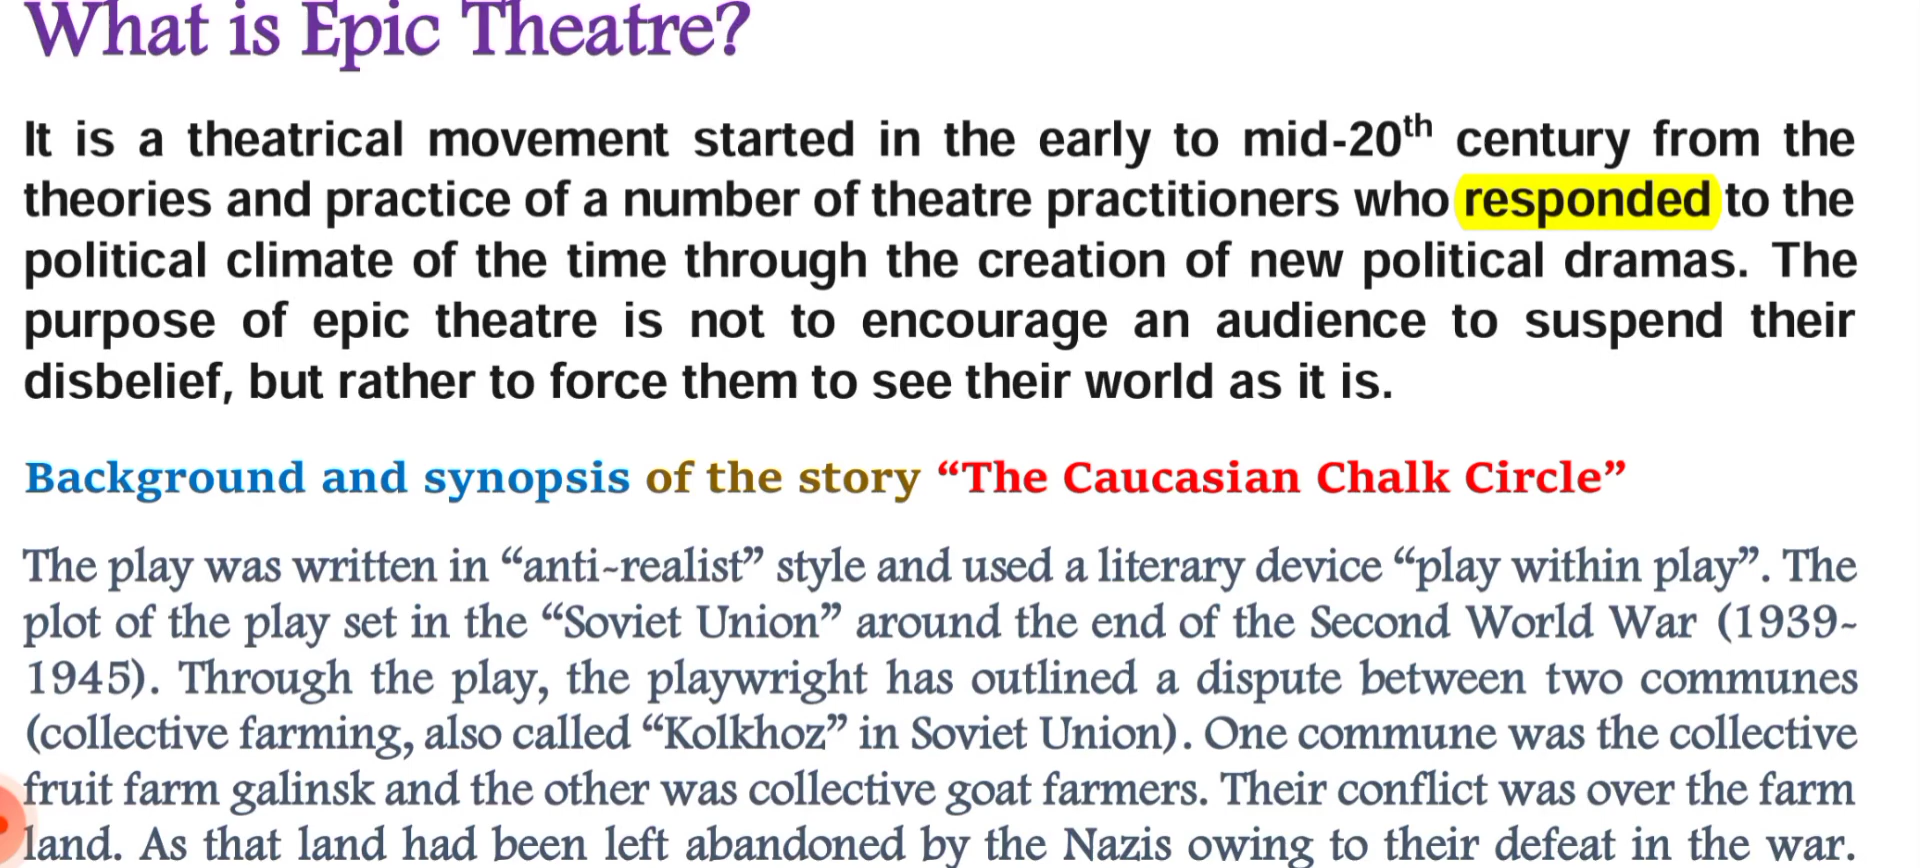 What is Epic Theatre?
It is a theatrical movement started in the early to mid-20th century from the
theories and practice of a number of theatre practitioners who responded to the
political climate of the time through the creation of new political dramas. The
purpose of epic theatre is not to encourage an audience to suspend their
disbelief, but rather to force them to see their world as it is.
Background and synopsis of the story “The Caucasian Chalk Circle”
The play was written in “anti-realist” style and used a literary device “play within play”. The
plot of the play set in the “Soviet Union” around the end of the Second World War (1939-
1945). Through the play, the playwright has outlined a dispute between two communes
(collective farming, also called “Kolkhoz” in Soviet Union). One commune was the collective
fruit farm galinsk and the other was collective goat farmers. Their conflict was over the farm
land. As that land had been left abandoned by the Nazis owing to their defeat in the war.